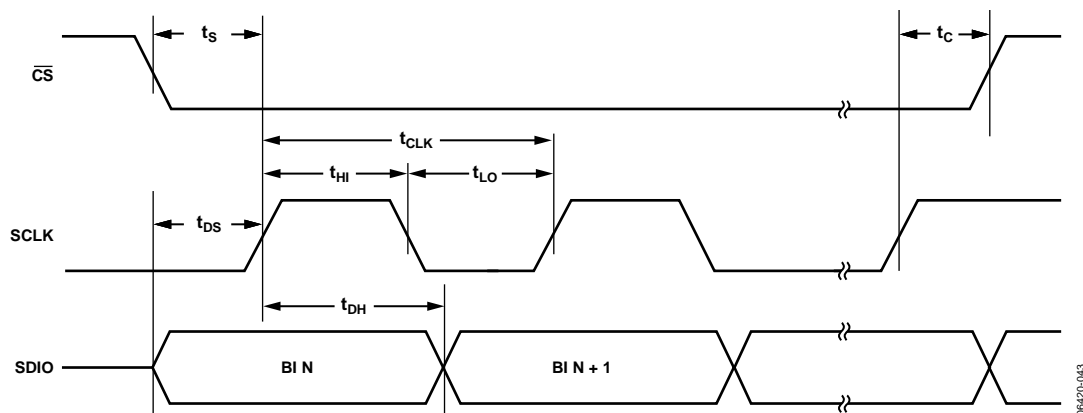 tS
tC
CS
tCLK
tHI
tLO
tDS
SCLK
tDH
SDIO
BI N
BI N + 1
06420-043